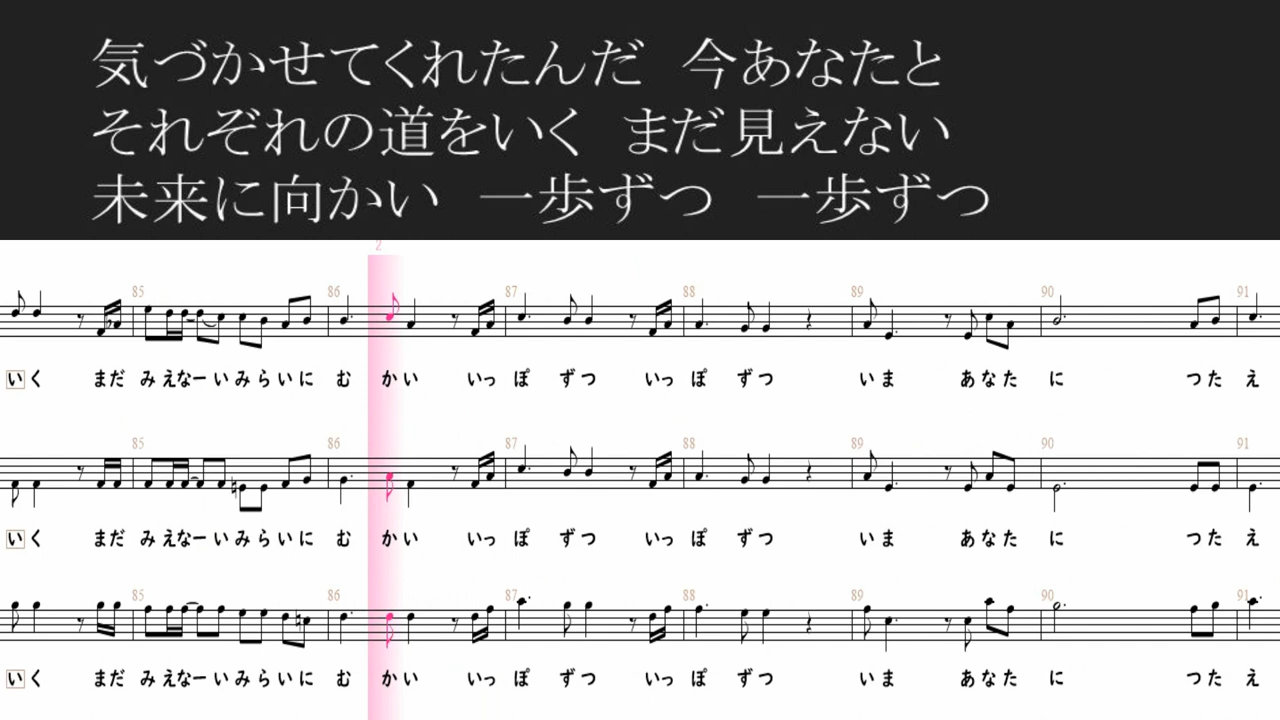 気づかせてくれたんだ 今あなたと
それぞれの道をいく まだ見えない
未来に向かい 一歩ずつ 一歩ずつ
2
85 86 87 88 89 90 91
いく まだ みえなーいみらいに む かい いっ ぽ ずつ いっ ぽ ずつ いま あなた に つた え
85 86 87 88 89 90 91
いく まだ みえなーいみらいに む かい いっ ぽ ずつ いっ ぽ ずつ いま あなた に つた え
85 86 87 88 89 90 91
いく まだ みえなーいみらいに む かい いっ ぽ ずつ いっ ぽ ずつ いま あなた に つた え